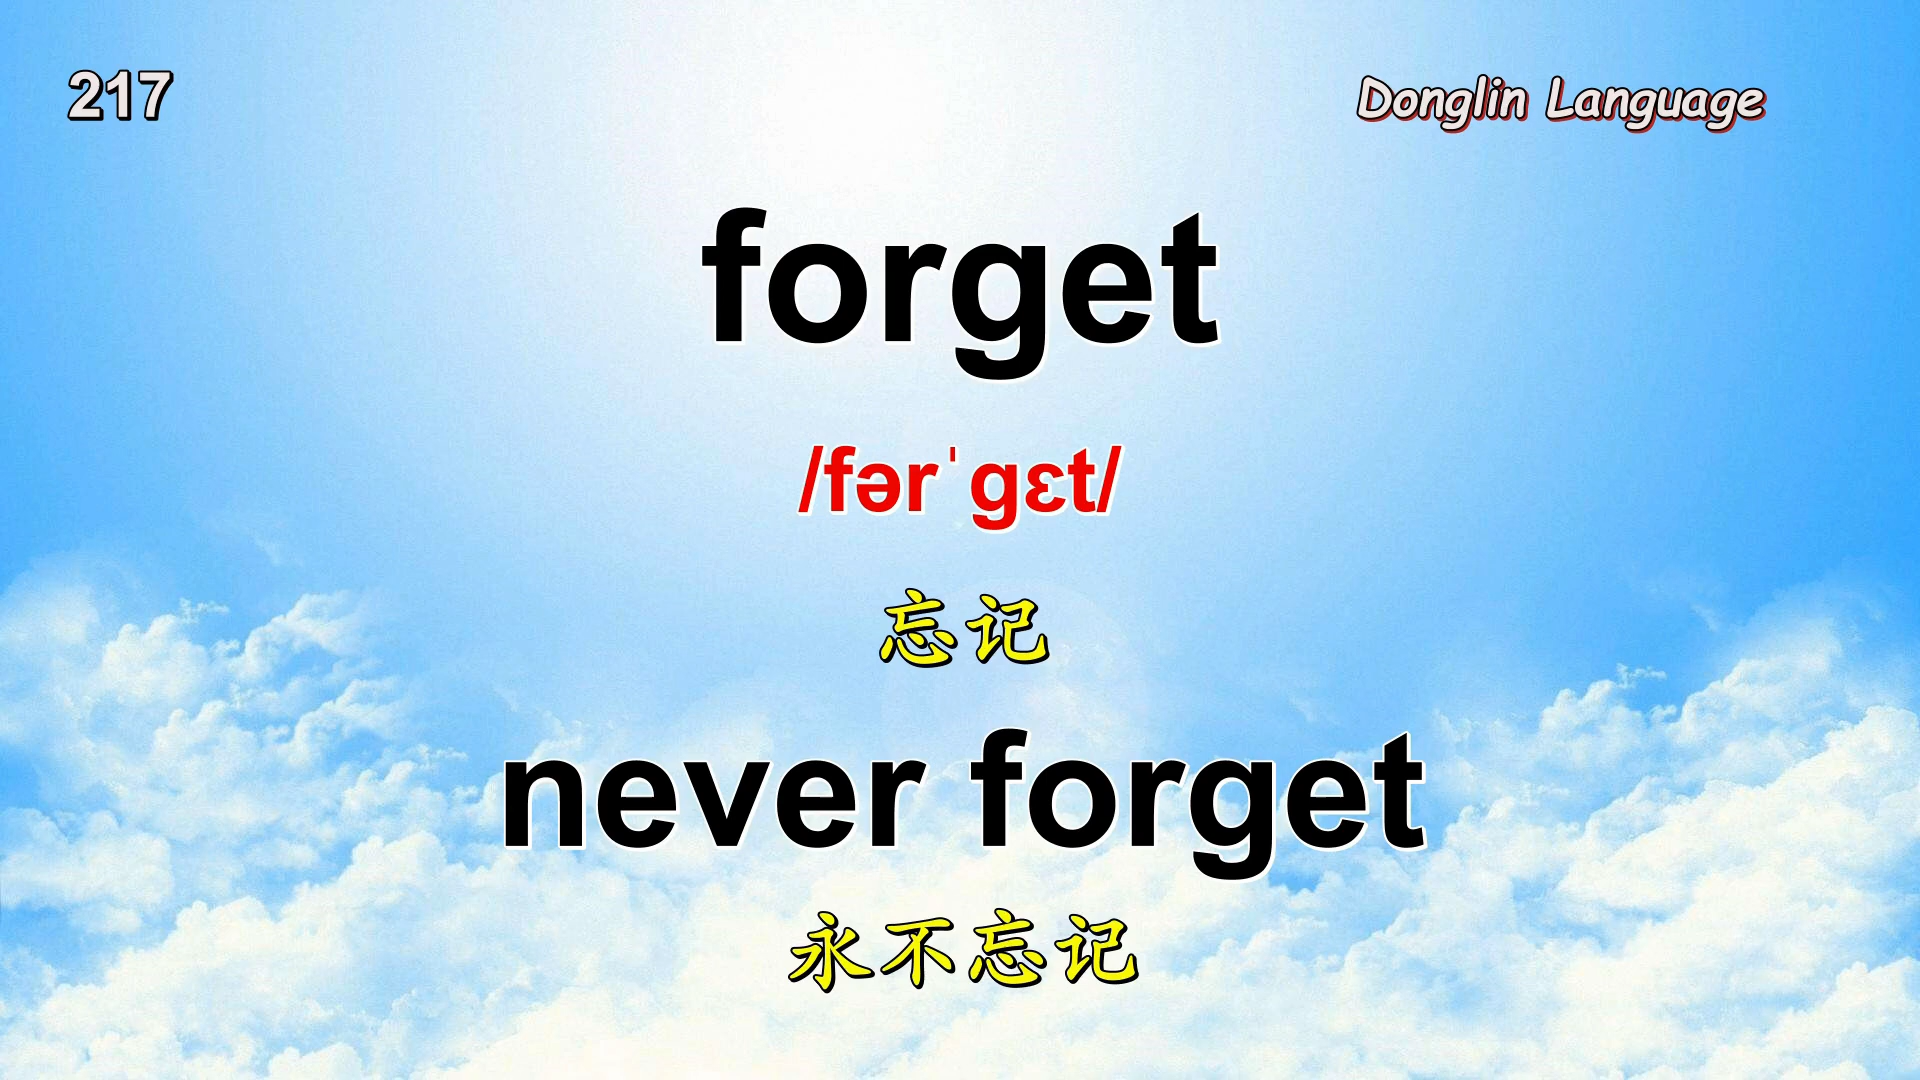 217
Donglin Language
forget
/fərˈgɛt/
忘记
never forget
永不忘记